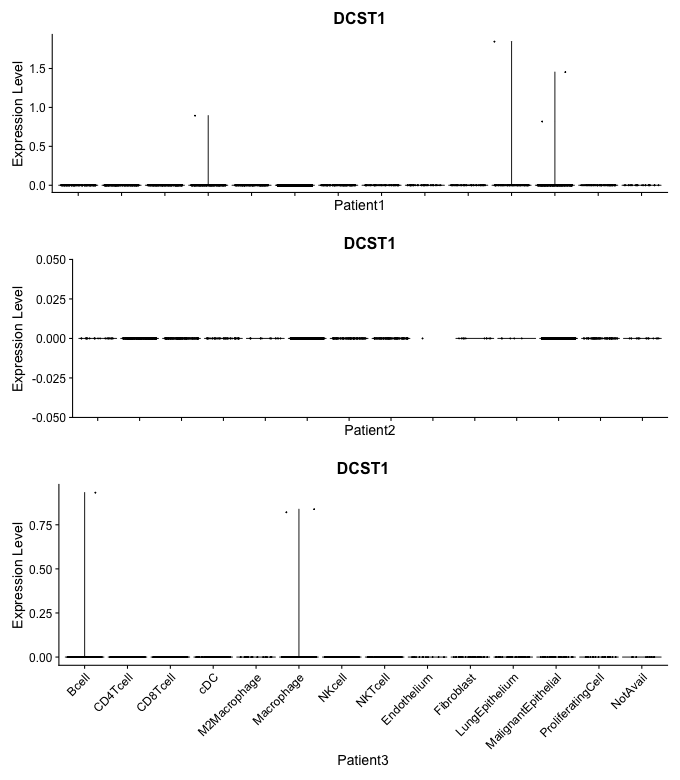 DCST1
Expression Level
1.5
1.0
0.5
0.0
Patient1
DCST1
Expression Level
0.050
0.025
0.000
-0.025
-0.050
Patient2
DCST1
Expression Level
0.75
0.50
0.25
0.00
Bcell
CD4Tcell
CD8Tcell
cDC
M2Macrophage
Macrophage
NKcell
NKTcell
Endothelium
Fibroblast
LungEpithelium
MalignantEpithelial
ProliferatingCell
NotAvail
Patient3